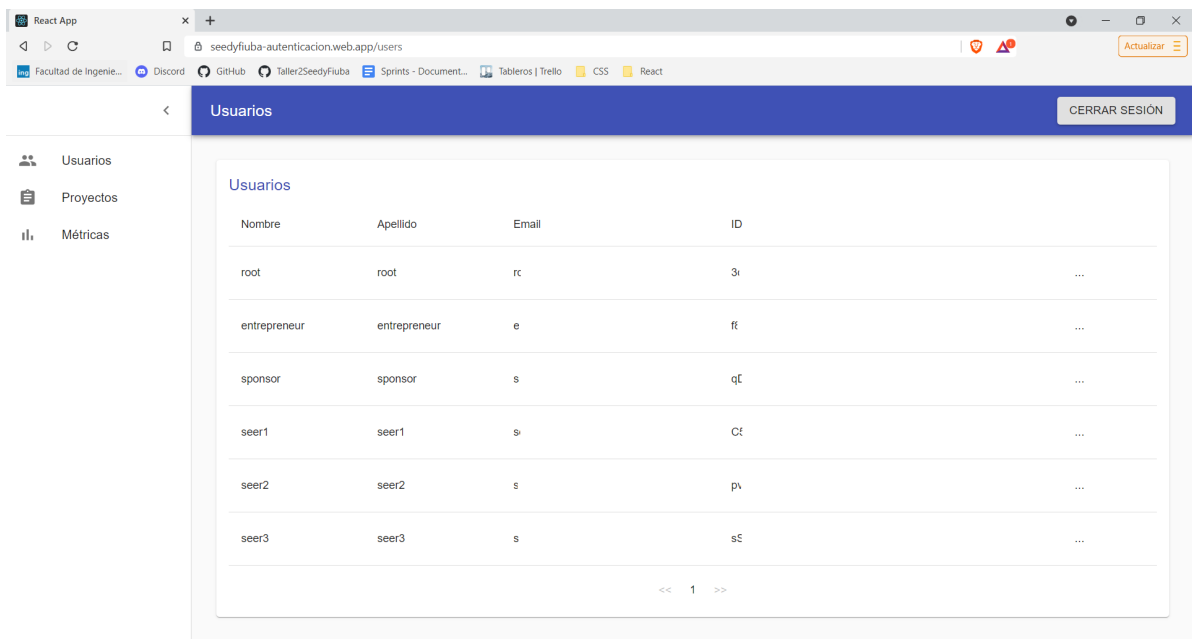 React App
seedyfiuba-autenticacion.web.app/users
Actualizar
Facultad de Ingenie... Discord GitHub Taller2SeedyFiuba Sprints - Document... Tableros | Trello CSS React
Usuarios CERRAR SESIÓN
Usuarios
Proyectos
Métricas
Usuarios
Nombre Apellido Email ID
root root ...
entrepreneur entrepreneur e ...
sponsor sponsor s ...
seer1 seer1 ...
seer2 seer2 s ...
seer3 seer3 s ...
<< 1 >>